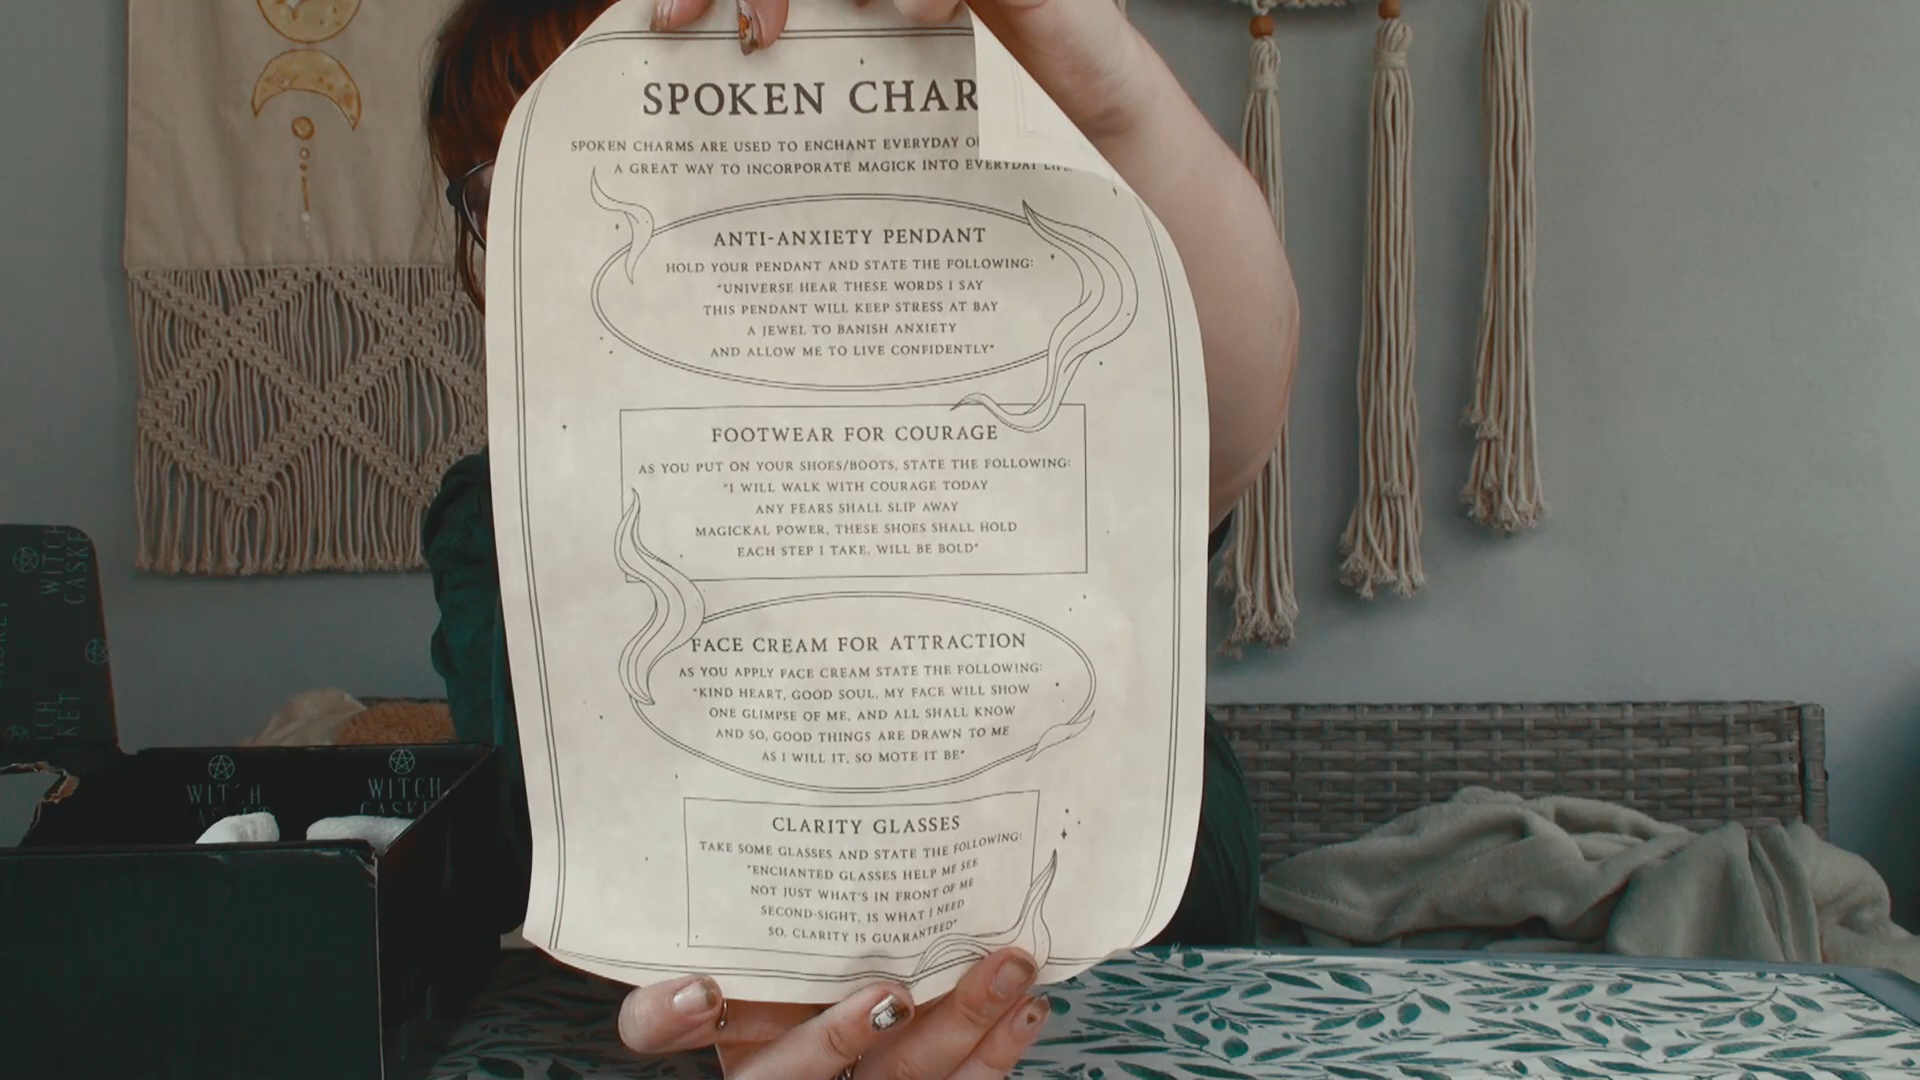 SPOKEN CHAR
SPOKEN CHARMS ARE USED TO ENCHANT EVERYDAY
A GREAT WAY TO INCORPORATE MAGICK INTO EVERYDAY
ANTI-ANXIETY PENDANT
HOLD YOUR PENDANT AND STATE THE FOLLOWING:
"UNIVERSE HEAR THESE WORDS I SAY
THIS PENDANT WILL KEEP STRESS AT BAY
A JEWEL TO BANISH ANXIETY
AND ALLOW ME TO LIVE CONFIDENTLY"
FOOTWEAR FOR COURAGE
AS YOU PUT ON YOUR SHOES/BOOTS, STATE THE FOLLOWING:
"I WILL WALK WITH COURAGE TODAY
ANY FEARS SHALL SLIP AWAY
MAGICKAL POWER, THESE SHOES SHALL HOLD
EACH STEP I TAKE, WILL BE BOLD"
FACE CREAM FOR ATTRACTION
AS YOU APPLY FACE CREAM STATE THE FOLLOWING:
"KIND HEART, GOOD SOUL, MY FACE WILL SHOW
ONE GLIMPSE OF ME, AND ALL SHALL KNOW
AND SO, GOOD THINGS ARE DRAWN TO ME
AS I WILL IT, SO MOTE IT BE"
CLARITY GLASSES
TAKE SOME GLASSES AND STATE THE FOLLOWING:
"ENCHANTED GLASSES HELP ME SEE
NOT JUST WHAT'S IN FRONT OF ME
SECOND-SIGHT, IS WHAT I NEED
SO, CLARITY IS GUARANTEED"
WITCH
CASKE
WITCH
WITCH
CASKE